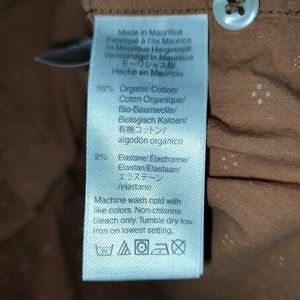 Made in Mauritius
Fabriqué à l'île Maurice
In Mauritius Hergestellt
Vervaardigd in Mauritius
モーリシャス製
Hecho en Mauricio
98% Organic Cotton/
Coton Organique/
Bio-Baumwolle/
Biologisch Katoen/
有機コットン/
algodón orgánico
2% Elastane/Elasthanne/
Elastan/Elastaan/
エラステーン/
elastano
Machine wash cold with
like colors. Non-chlorine
bleach only. Tumble dry low.
Iron on lowest setting.